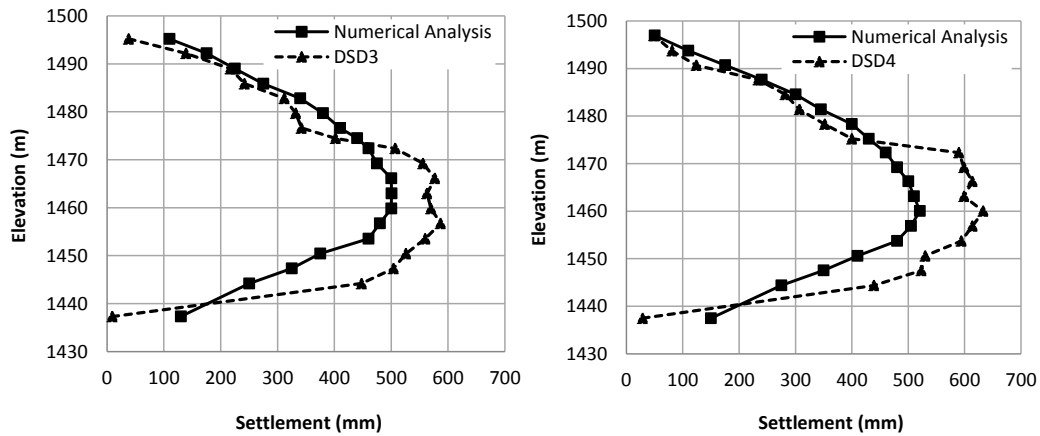 1500
1490
1480
1470
1460
1450
1440
1430
Elevation (m)
0 100 200 300 400 500 600 700
Settlement (mm)
Numerical Analysis
DSD3
1500
1490
1480
1470
1460
1450
1440
1430
Elevation (m)
0 100 200 300 400 500 600 700
Settlement (mm)
Numerical Analysis
DSD4